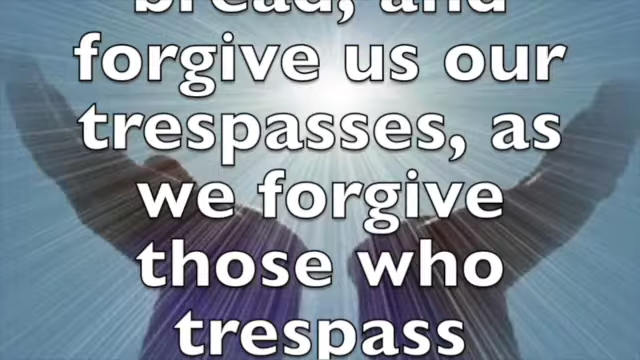 bread, and
forgive us our
trespasses, as
we forgive
those who
trespass